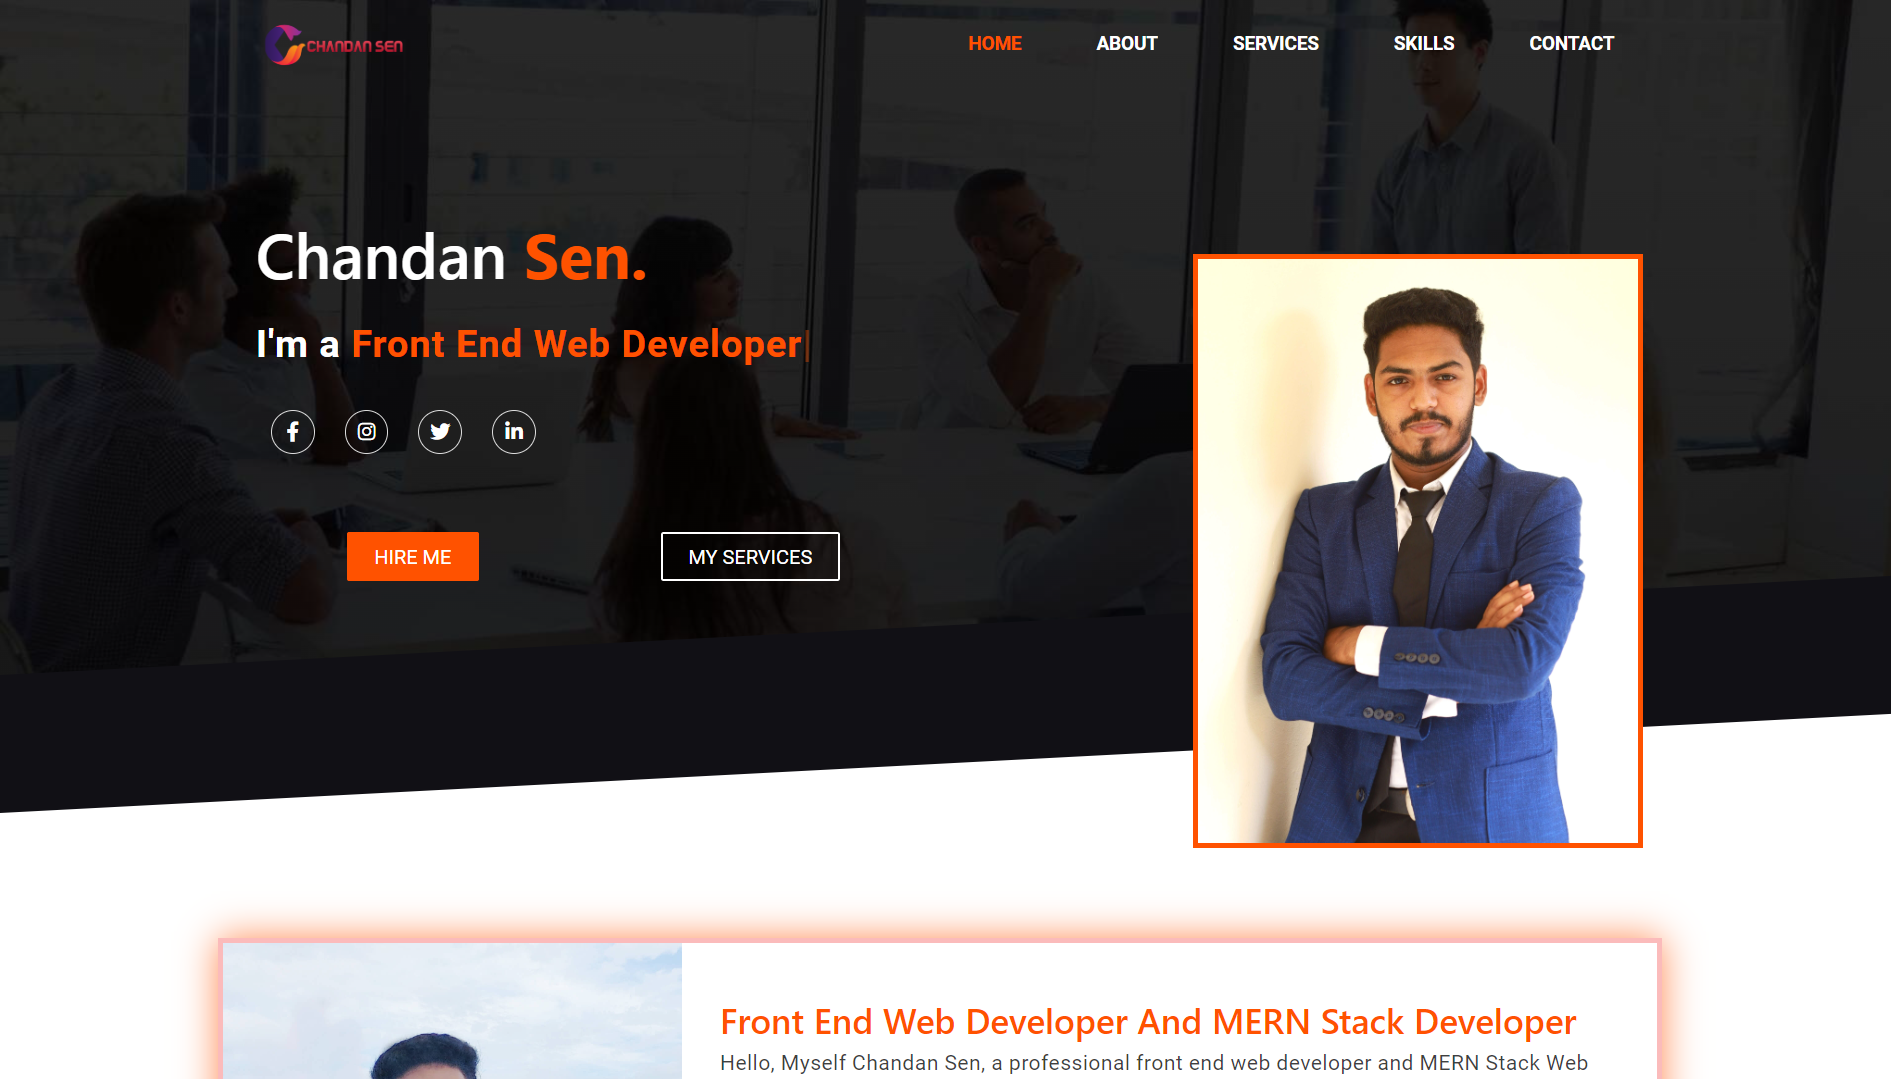 CHANDAN SEN
HOME
ABOUT
SERVICES
SKILLS
CONTACT
Chandan Sen.
I'm a Front End Web Developer
HIRE ME
MY SERVICES
Front End Web Developer And MERN Stack Developer
Hello, Myself Chandan Sen, a professional front end web developer and MERN Stack Web